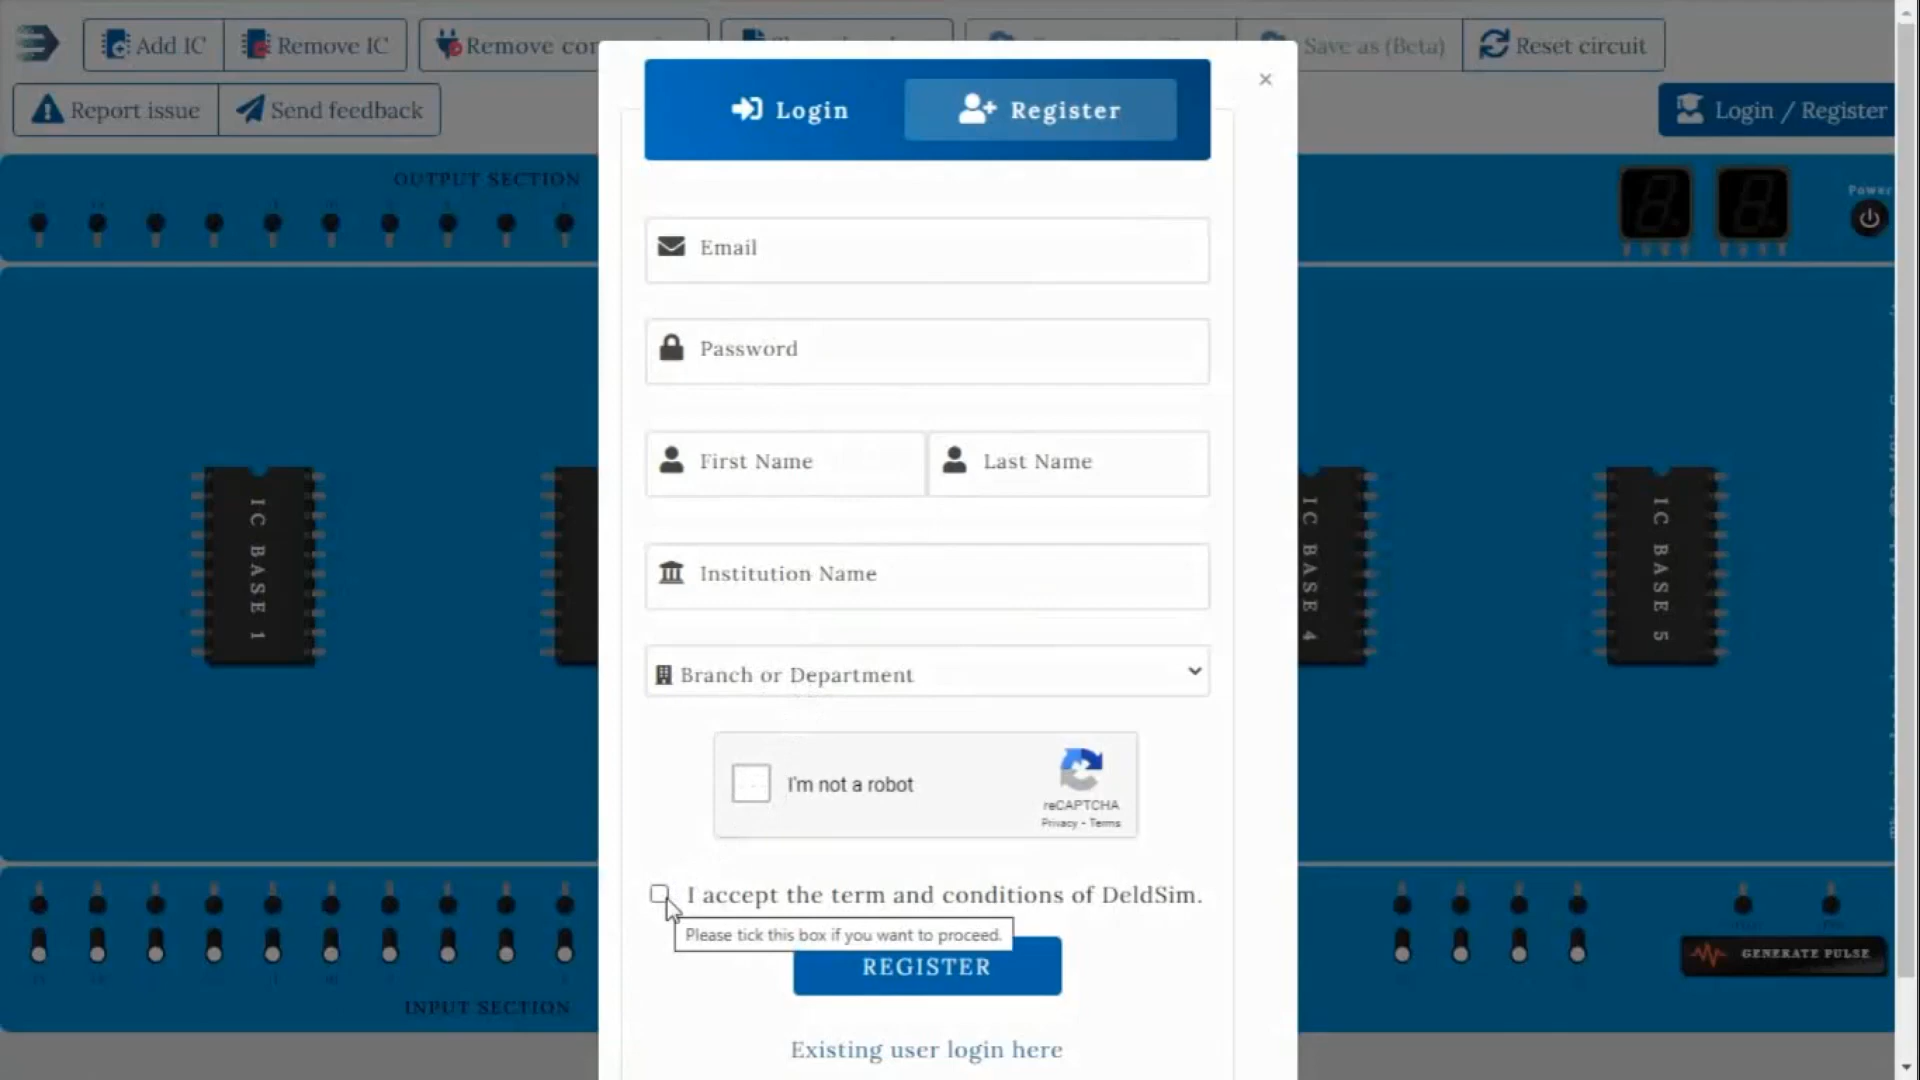 Add IC
Remove IC
Remove
Save as (Beta)
Reset circuit
Report issue
Send feedback
Login / Register
Login
Register
OUTPUT SECTION
Power
Email
Password
First Name
Last Name
Institution Name
Branch or Department
IC BASE 1
IC BASE 4
IC BASE 5
I'm not a robot
reCAPTCHA
Privacy - Terms
I accept the term and conditions of DeldSim.
Please tick this box if you want to proceed.
REGISTER
GENERATE PULSE
INPUT SECTION
Existing user login here